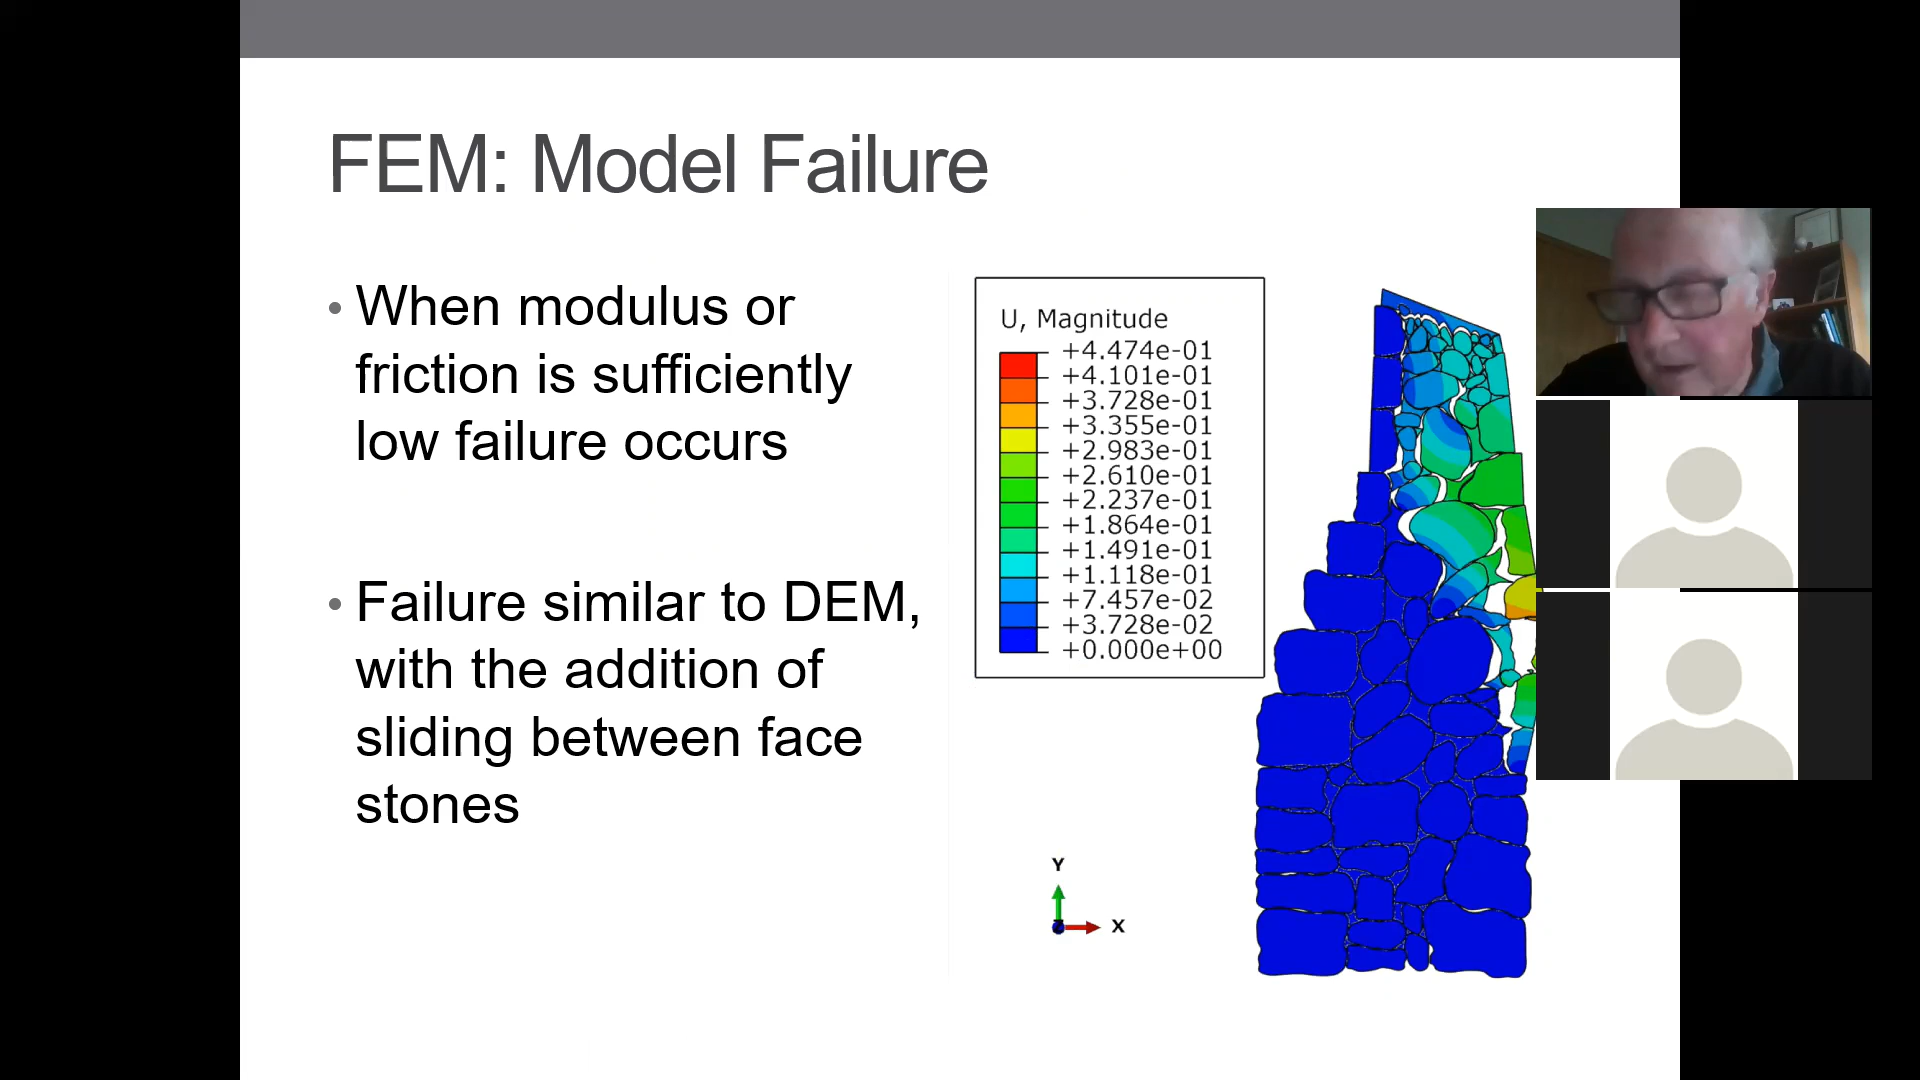 FEM: Model Failure
• When modulus or
friction is sufficiently
low failure occurs
• Failure similar to DEM,
with the addition of
sliding between face
stones
U, Magnitude
+4.474e-01
+4.101e-01
+3.728e-01
+3.355e-01
+2.983e-01
+2.610e-01
+2.237e-01
+1.864e-01
+1.491e-01
+1.118e-01
+7.457e-02
+3.728e-02
+0.000e+00
Y
Z
X